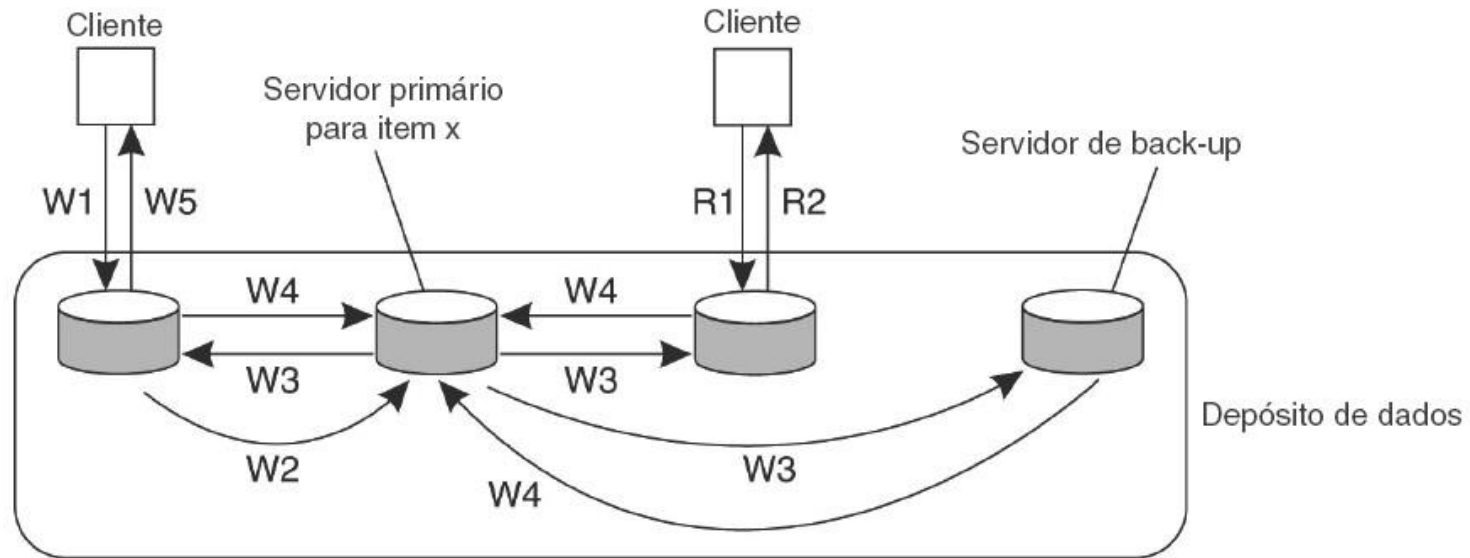 Cliente
Cliente
Servidor primário
para item x
Servidor de back-up
W1
W5
R1
R2
W4
W4
W3
W3
Depósito de dados
W2
W3
W4